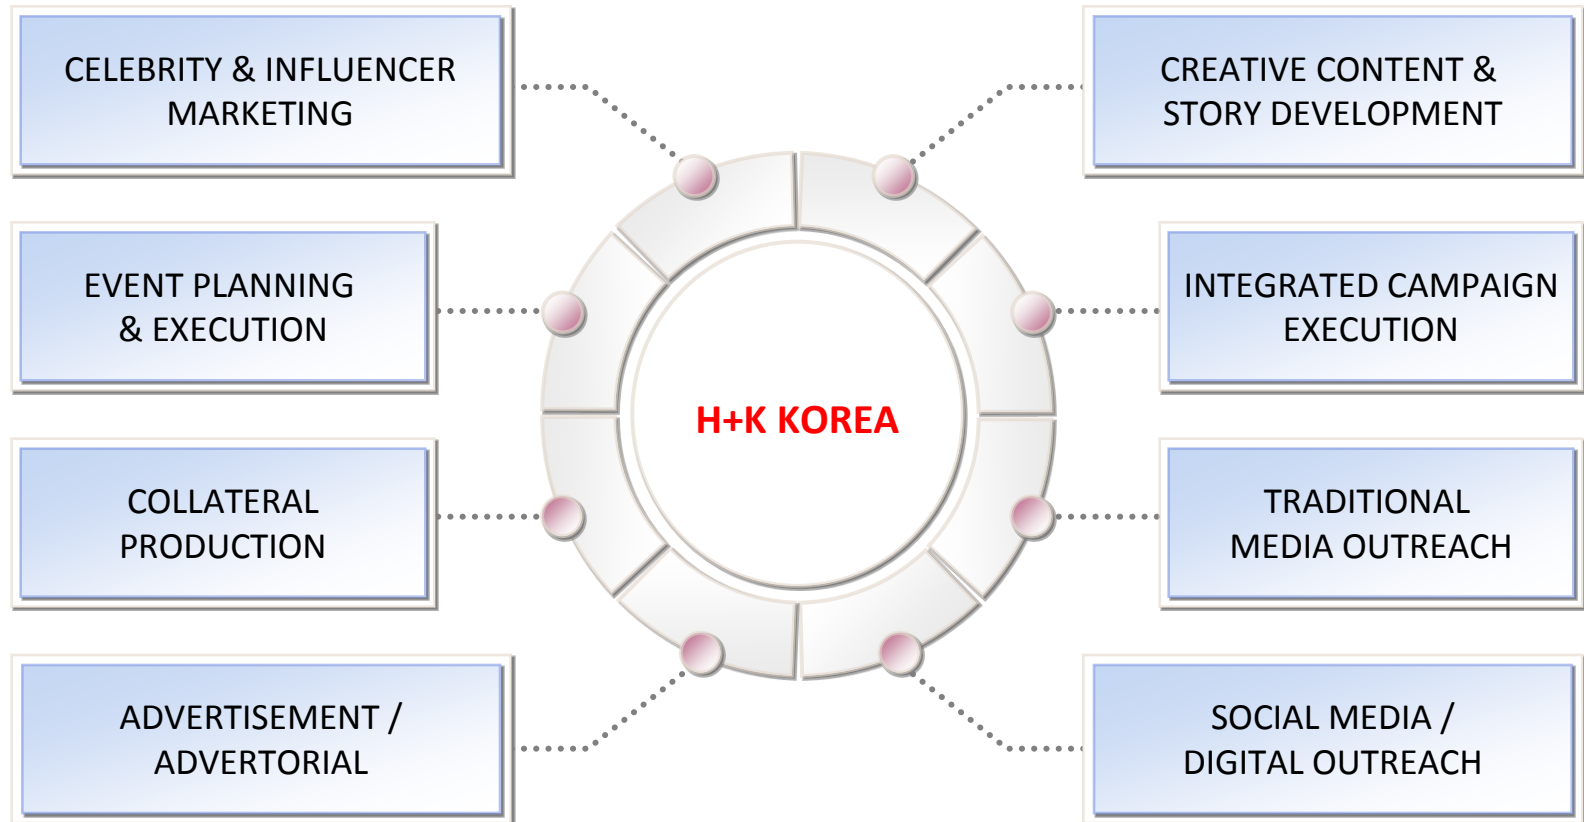 CELEBRITY & INFLUENCER
MARKETING
CREATIVE CONTENT &
STORY DEVELOPMENT
EVENT PLANNING
& EXECUTION
INTEGRATED CAMPAIGN
EXECUTION
H+K KOREA
COLLATERAL
PRODUCTION
TRADITIONAL
MEDIA OUTREACH
ADVERTISEMENT /
ADVERTORIAL
SOCIAL MEDIA /
DIGITAL OUTREACH